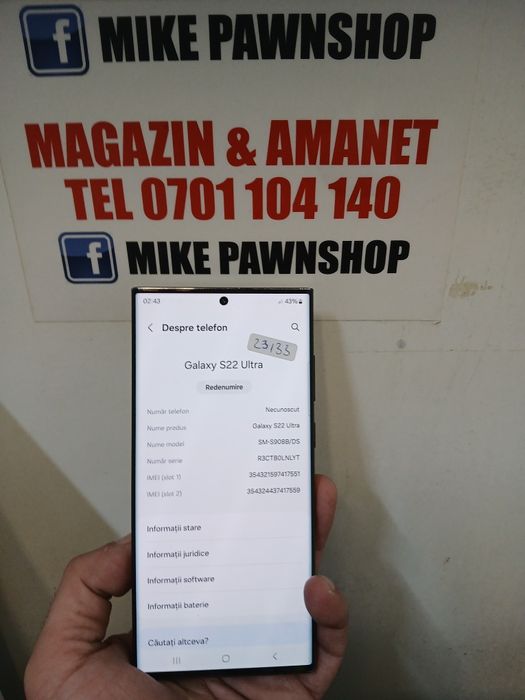 f MIKE PAWNSHOP
MAGAZIN & AMANET
TEL 0701 104 140
f MIKE PAWNSHOP
02:43 43%
Despre telefon
23/33
Galaxy S22 Ultra
Redenumire
Număr telefon Necunoscut
Nume produs Galaxy S22 Ultra
Nume model SM-S908B/DS
Număr serie R3CTB0LNLYT
IMEI (slot 1) 354321597417551
IMEI (slot 2) 354324437417559
Informații stare
Informații juridice
Informații software
Informații baterie
Căutați altceva?